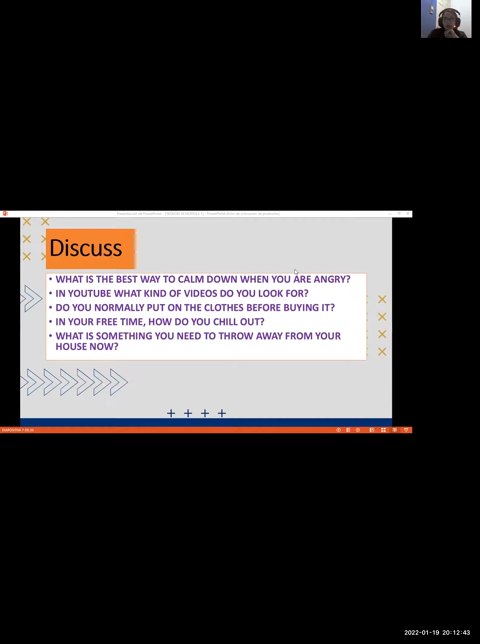 Discuss
• WHAT IS THE BEST WAY TO CALM DOWN WHEN YOU ARE ANGRY?
• IN YOUTUBE WHAT KIND OF VIDEOS DO YOU LOOK FOR?
• DO YOU NORMALLY PUT ON THE CLOTHES BEFORE BUYING IT?
• IN YOUR FREE TIME, HOW DO YOU CHILL OUT?
• WHAT IS SOMETHING YOU NEED TO THROW AWAY FROM YOUR
HOUSE NOW?
2022-01-19 20:12:43